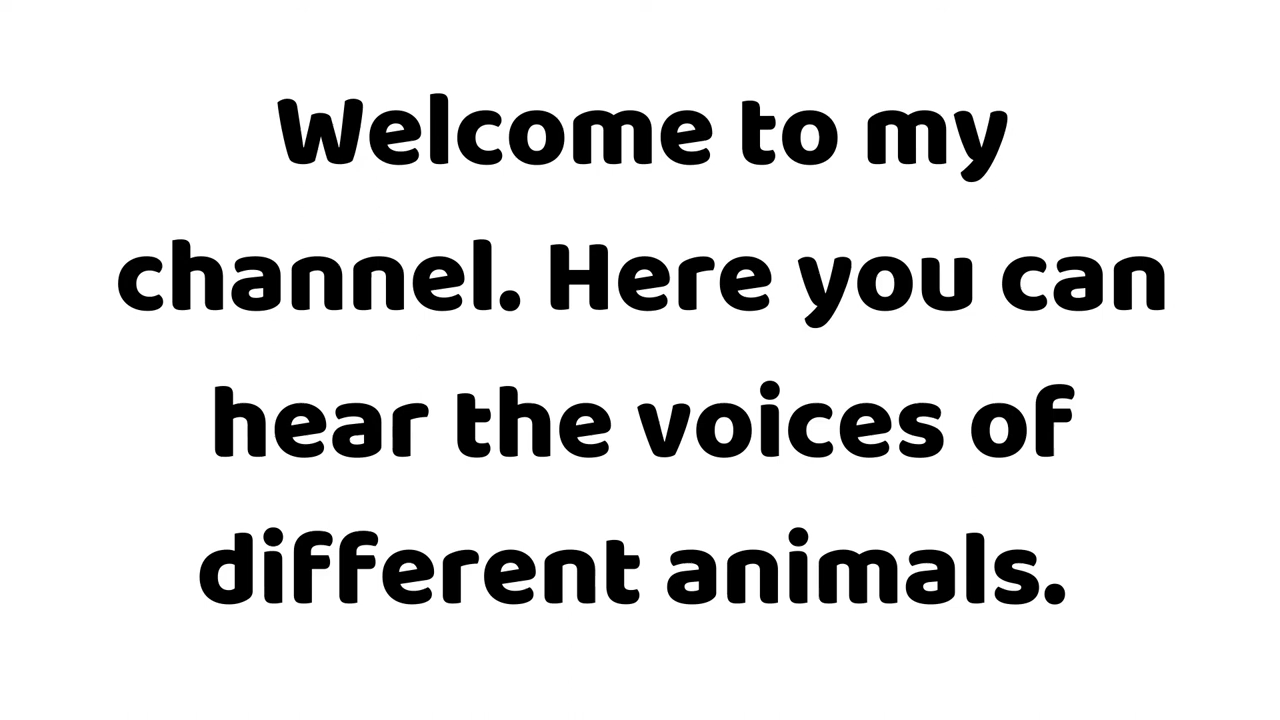 Welcome to my
channel. Here you can
hear the voices of
different animals.